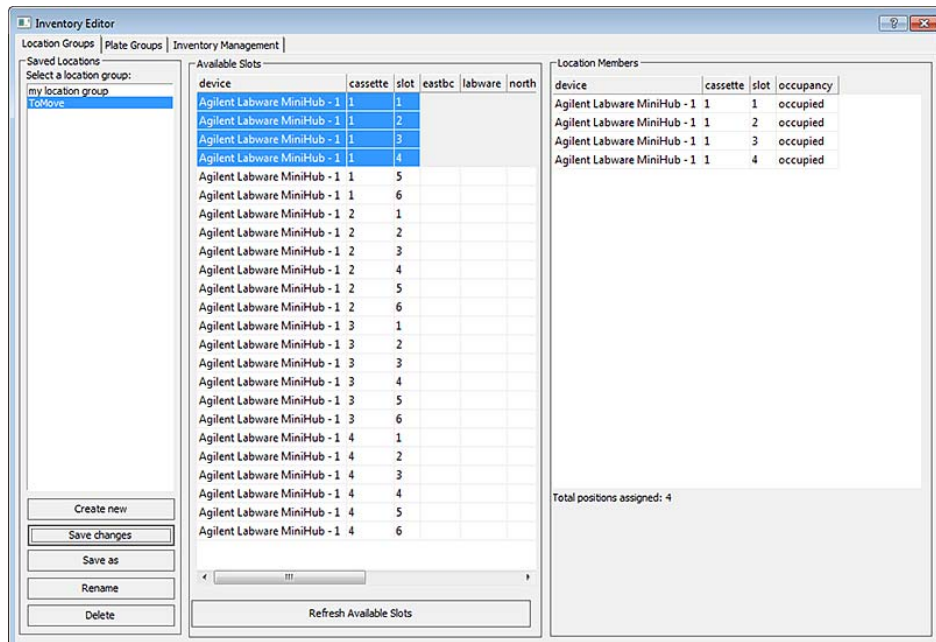 Inventory Editor
Location Groups Plate Groups Inventory Management
Saved Locations
Select a location group:
my location group
ToMove
Create new
Save changes
Save as
Rename
Delete
Available Slots
device cassette slot eastbc labware north
Agilent Labware MiniHub - 1 1 1
Agilent Labware MiniHub - 1 1 2
Agilent Labware MiniHub - 1 1 3
Agilent Labware MiniHub - 1 1 4
Agilent Labware MiniHub - 1 1 5
Agilent Labware MiniHub - 1 1 6
Agilent Labware MiniHub - 1 2 1
Agilent Labware MiniHub - 1 2 2
Agilent Labware MiniHub - 1 2 3
Agilent Labware MiniHub - 1 2 4
Agilent Labware MiniHub - 1 2 5
Agilent Labware MiniHub - 1 2 6
Agilent Labware MiniHub - 1 3 1
Agilent Labware MiniHub - 1 3 2
Agilent Labware MiniHub - 1 3 3
Agilent Labware MiniHub - 1 3 4
Agilent Labware MiniHub - 1 3 5
Agilent Labware MiniHub - 1 3 6
Agilent Labware MiniHub - 1 4 1
Agilent Labware MiniHub - 1 4 2
Agilent Labware MiniHub - 1 4 3
Agilent Labware MiniHub - 1 4 4
Agilent Labware MiniHub - 1 4 5
Agilent Labware MiniHub - 1 4 6
Refresh Available Slots
Location Members
device cassette slot occupancy
Agilent Labware MiniHub - 1 1 1 occupied
Agilent Labware MiniHub - 1 1 2 occupied
Agilent Labware MiniHub - 1 1 3 occupied
Agilent Labware MiniHub - 1 1 4 occupied
Total positions assigned: 4